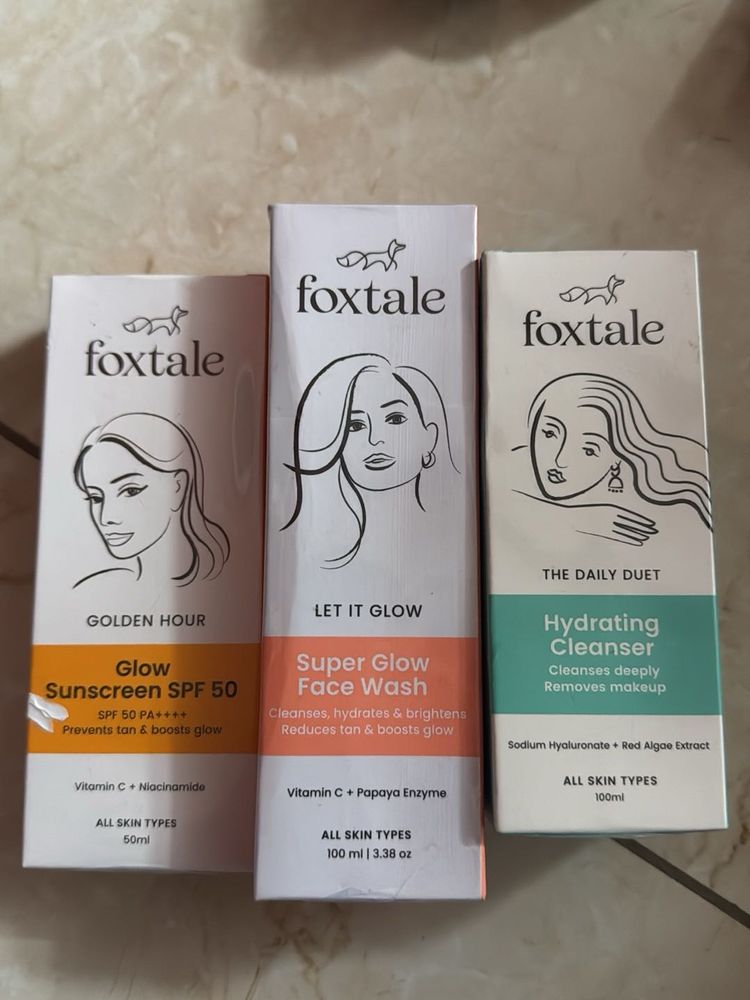 foxtale
GOLDEN HOUR
Glow
Sunscreen SPF 50
SPF 50 PA++++
Prevents tan & boosts glow
Vitamin C + Niacinamide
ALL SKIN TYPES
50ml
foxtale
LET IT GLOW
Super Glow
Face Wash
Cleanses, hydrates & brightens
Reduces tan & boosts glow
Vitamin C + Papaya Enzyme
ALL SKIN TYPES
100 ml | 3.38 oz
foxtale
THE DAILY DUET
Hydrating
Cleanser
Cleanses deeply
Removes makeup
Sodium Hyaluronate + Red Algae Extract
ALL SKIN TYPES
100ml